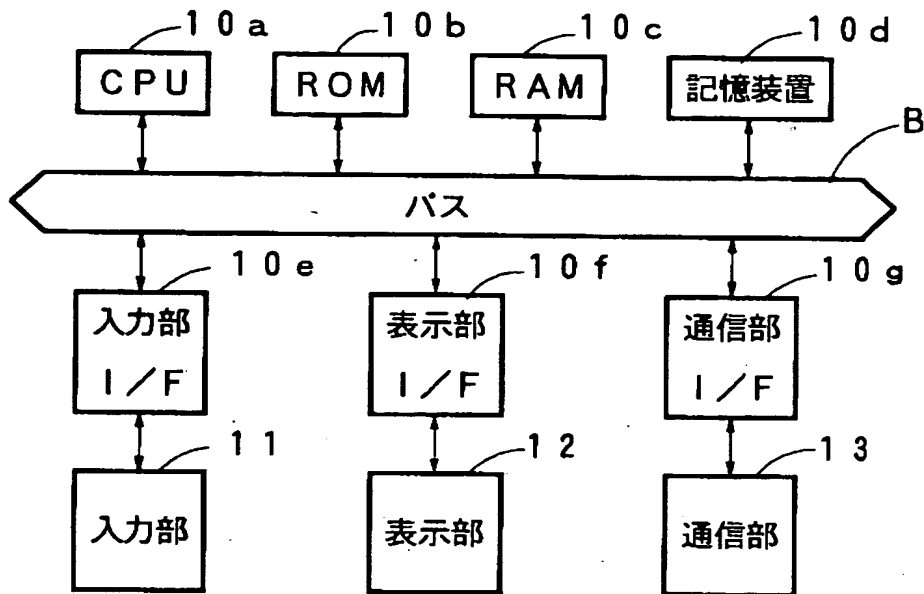 10a
10b
10c
10d
CPU
ROM
RAM
記憶装置
B
バス
10e
10f
10g
入力部
I/F
表示部
I/F
通信部
I/F
11
12
13
入力部
表示部
通信部